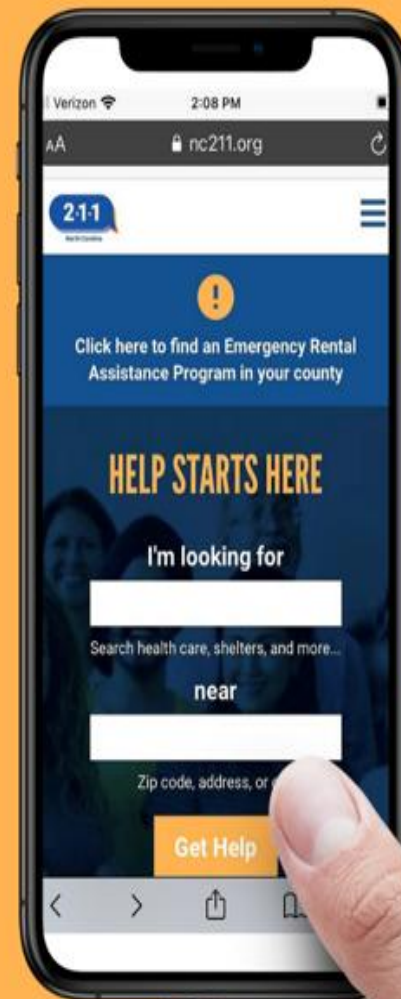 Verizon 2:08 PM
AA nc211.org
2-1-1
North Carolina
!
Click here to find an Emergency Rental
Assistance Program in your county
HELP STARTS HERE
I'm looking for
Search health care, shelters, and more...
near
Zip code, address, or
Get Help